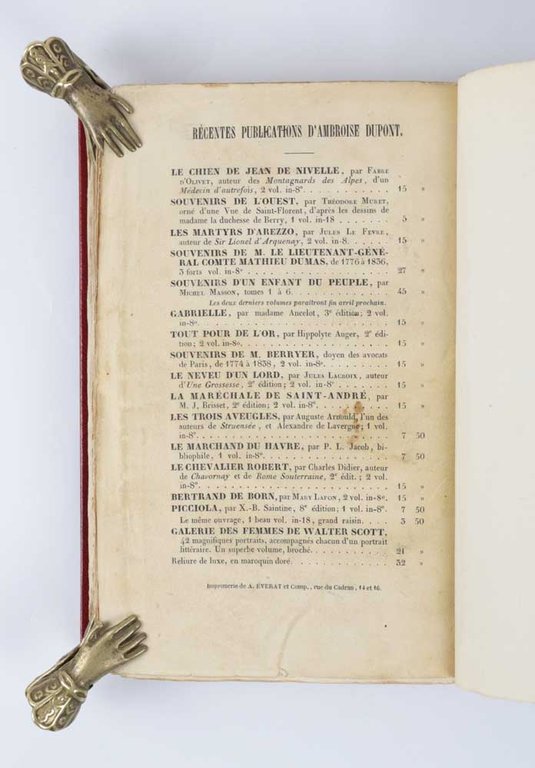 RÉCENTES PUBLICATIONS D'AMBROISE DUPONT.
LE CHIEN DE JEAN DE NIVELLE, par FABRE
D'OLIVET, auteur des Montagnards des Alpes, d'un
Médecin d'autrefois, 2 vol. in-8º. . . . . . . . . . . . 15 »
SOUVENIRS DE L'OUEST, par THÉODORE MURET,
orné d'une Vue de Saint-Florent, d'après les dessins de
madame la duchesse de Berry, 1 vol. in-18 . . . . . . . 5 »
LES MARTYRS D'AREZZO, par JULES LE FEVRE,
auteur de Sir Lionel d'Arquenay, 2 vol. in-8. . . . . . 15 »
SOUVENIRS DE M. LE LIEUTENANT-GÉNÉ-
RAL COMTE MATHIEU DUMAS, de 1776 à 1836,
3 forts vol. in-8º . . . . . . . . . . . . . . . . 27 »
SOUVENIRS D'UN ENFANT DU PEUPLE, par
MICHEL MASSON, tomes 1 à 6. . . . . . . . . . . . 45 »
Les deux derniers volumes paraîtront fin avril prochain.
GABRIELLE, par madame Ancelot, 3e édition; 2 vol.
in-8º. . . . . . . . . . . . . . . . . . . . . . 15 »
TOUT POUR DE L'OR, par Hippolyte Auger, 2e édi-
tion; 2 vol. in-8º. . . . . . . . . . . . . . . . 15 »
SOUVENIRS DE M. BERRYER, doyen des avocats
de Paris, de 1774 à 1838, 2 vol. in-8º. . . . . . . . 15 »
LE NEVEU D'UN LORD, par JULES LACROIX, auteur
d'Une Grossesse, 2e édition; 2 vol. in-8º . . . . . . . 15 »
LA MARÉCHALE DE SAINT-ANDRÉ, par
M. J. Brisset, 2e édition; 2 vol. in-8º. . . . . . . . 15 »
LES TROIS AVEUGLES, par Auguste Arnould, l'un des
auteurs de Struensée, et Alexandre de Lavergne; 1 vol.
in-8º. . . . . . . . . . . . . . . . . . . . . . 7 50
LE MARCHAND DU HAVRE, par P. L. Jacob, bi-
bliophile, 1 vol. in-8º. . . . . . . . . . . . . . 7 50
LE CHEVALIER ROBERT, par Charles Didier, auteur
de Chavornay et de Rome Souterraine, 2e édit.; 2 vol.
in-8º. . . . . . . . . . . . . . . . . . . . . . 15 »
BERTRAND DE BORN, par MARY LAFON, 2 vol. in-8º. 15 »
PICCIOLA, par X.-B. Saintine, 8e édition; 1 vol. in-8º. 7 50
Le même ouvrage, 1 beau vol. in-18, grand raisin. . . . 3 50
GALERIE DES FEMMES DE WALTER SCOTT,
42 magnifiques portraits, accompagnés chacun d'un portrait
littéraire. Un superbe volume, broché. . . . . . . . . 21 »
Reliure de luxe, en maroquin doré. . . . . . . . . . 32 »
Imprimerie de A. ÉVERAT et Comp., rue du Cadran, 14 et 16.